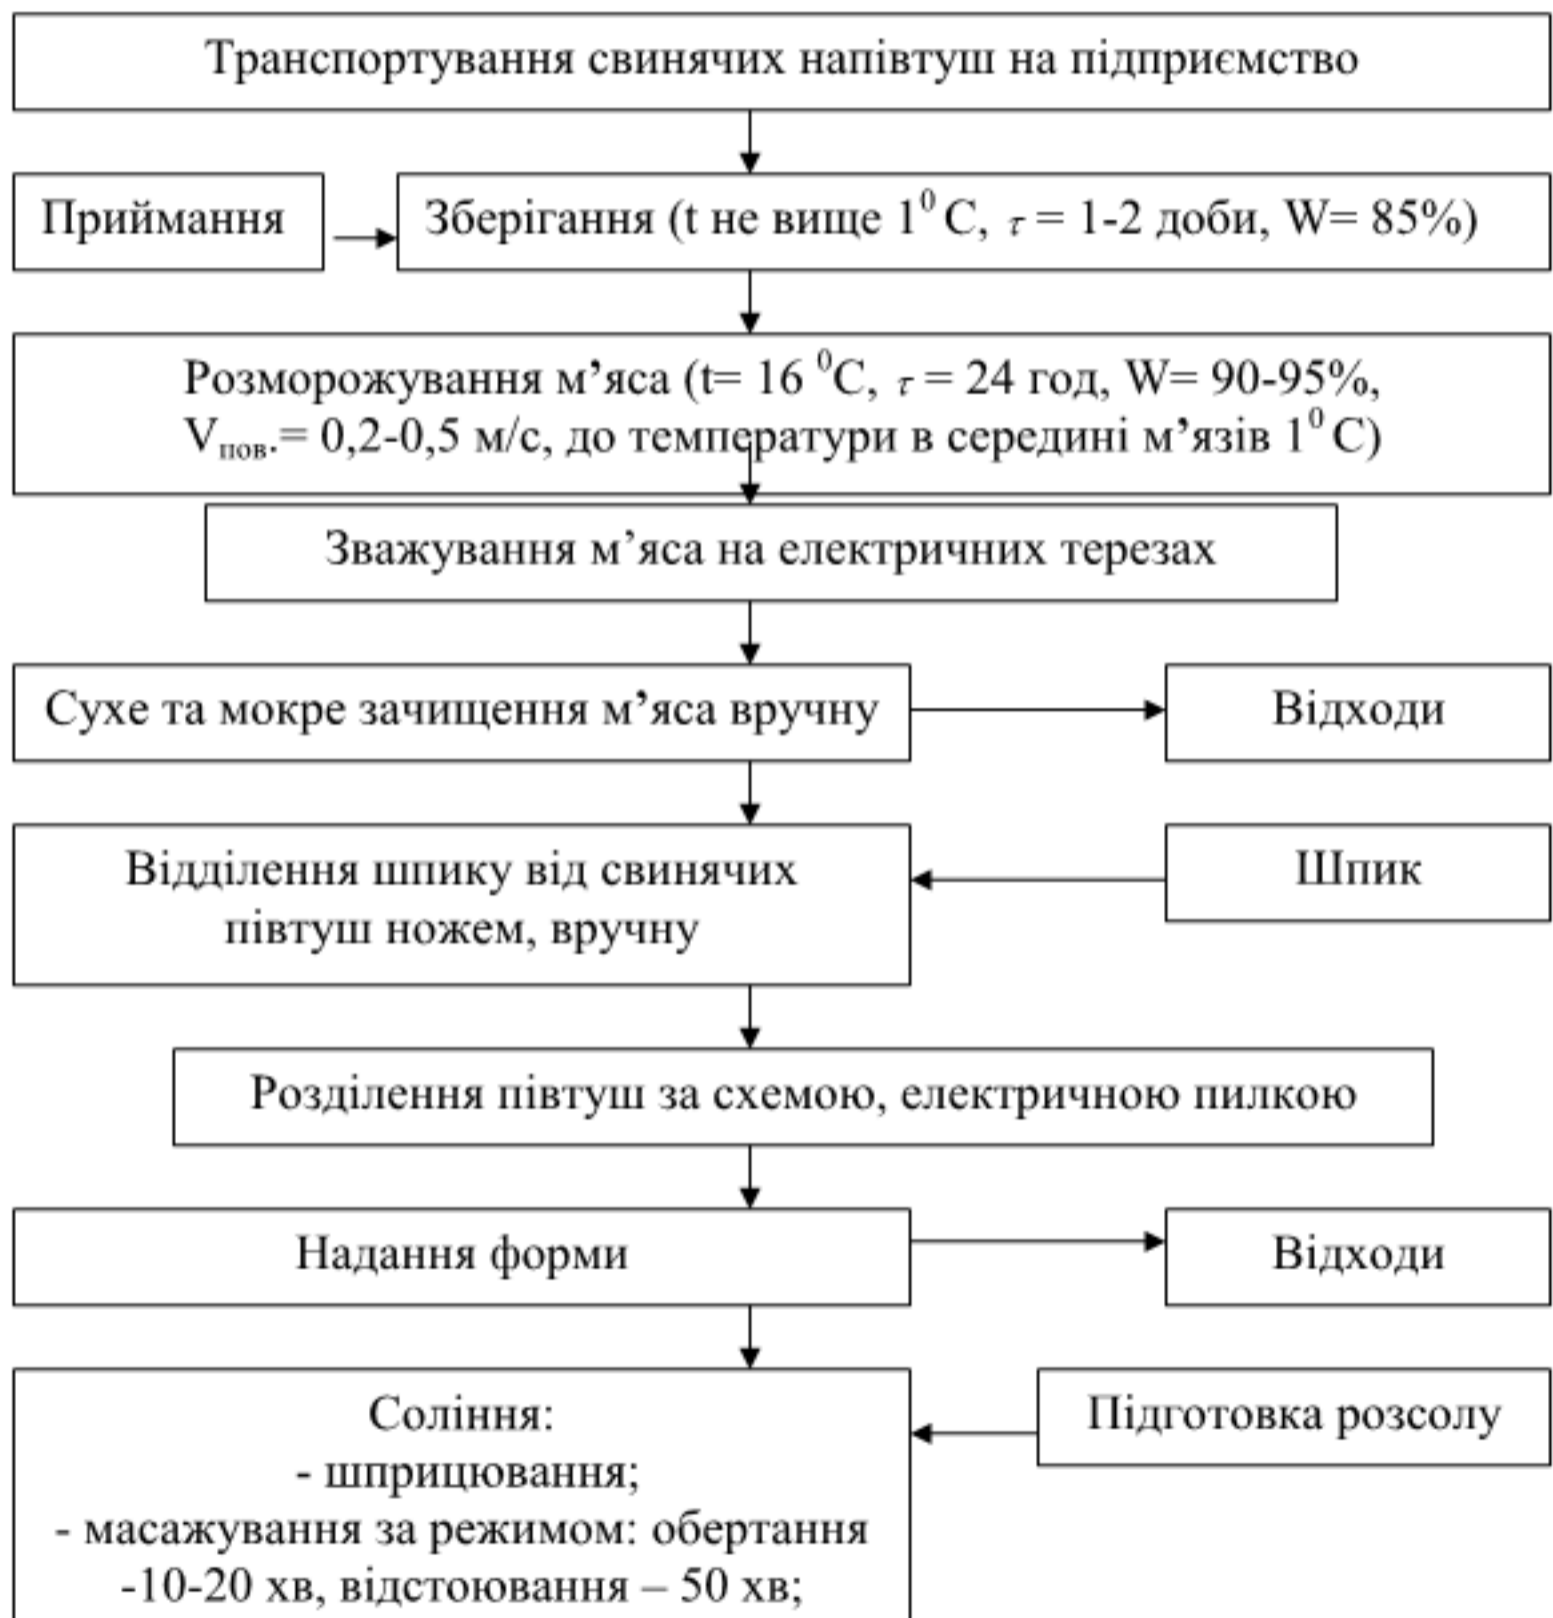 Транспортування свинячих напівтуш на підприємство
Приймання
Зберігання (t не вище 1⁰ С, τ = 1-2 доби, W= 85%)
Розморожування м’яса (t= 16 ⁰С, τ = 24 год, W= 90-95%,
Vпов.= 0,2-0,5 м/с, до температури в середині м’язів 1⁰ С)
Зважування м’яса на електричних терезах
Сухе та мокре зачищення м’яса вручну
Відходи
Відділення шпику від свинячих
півтуш ножем, вручну
Шпик
Розділення півтуш за схемою, електричною пилкою
Надання форми
Відходи
Соління:
- шприцювання;
- масажування за режимом: обертання
-10-20 хв, відстоювання – 50 хв;
Підготовка розсолу